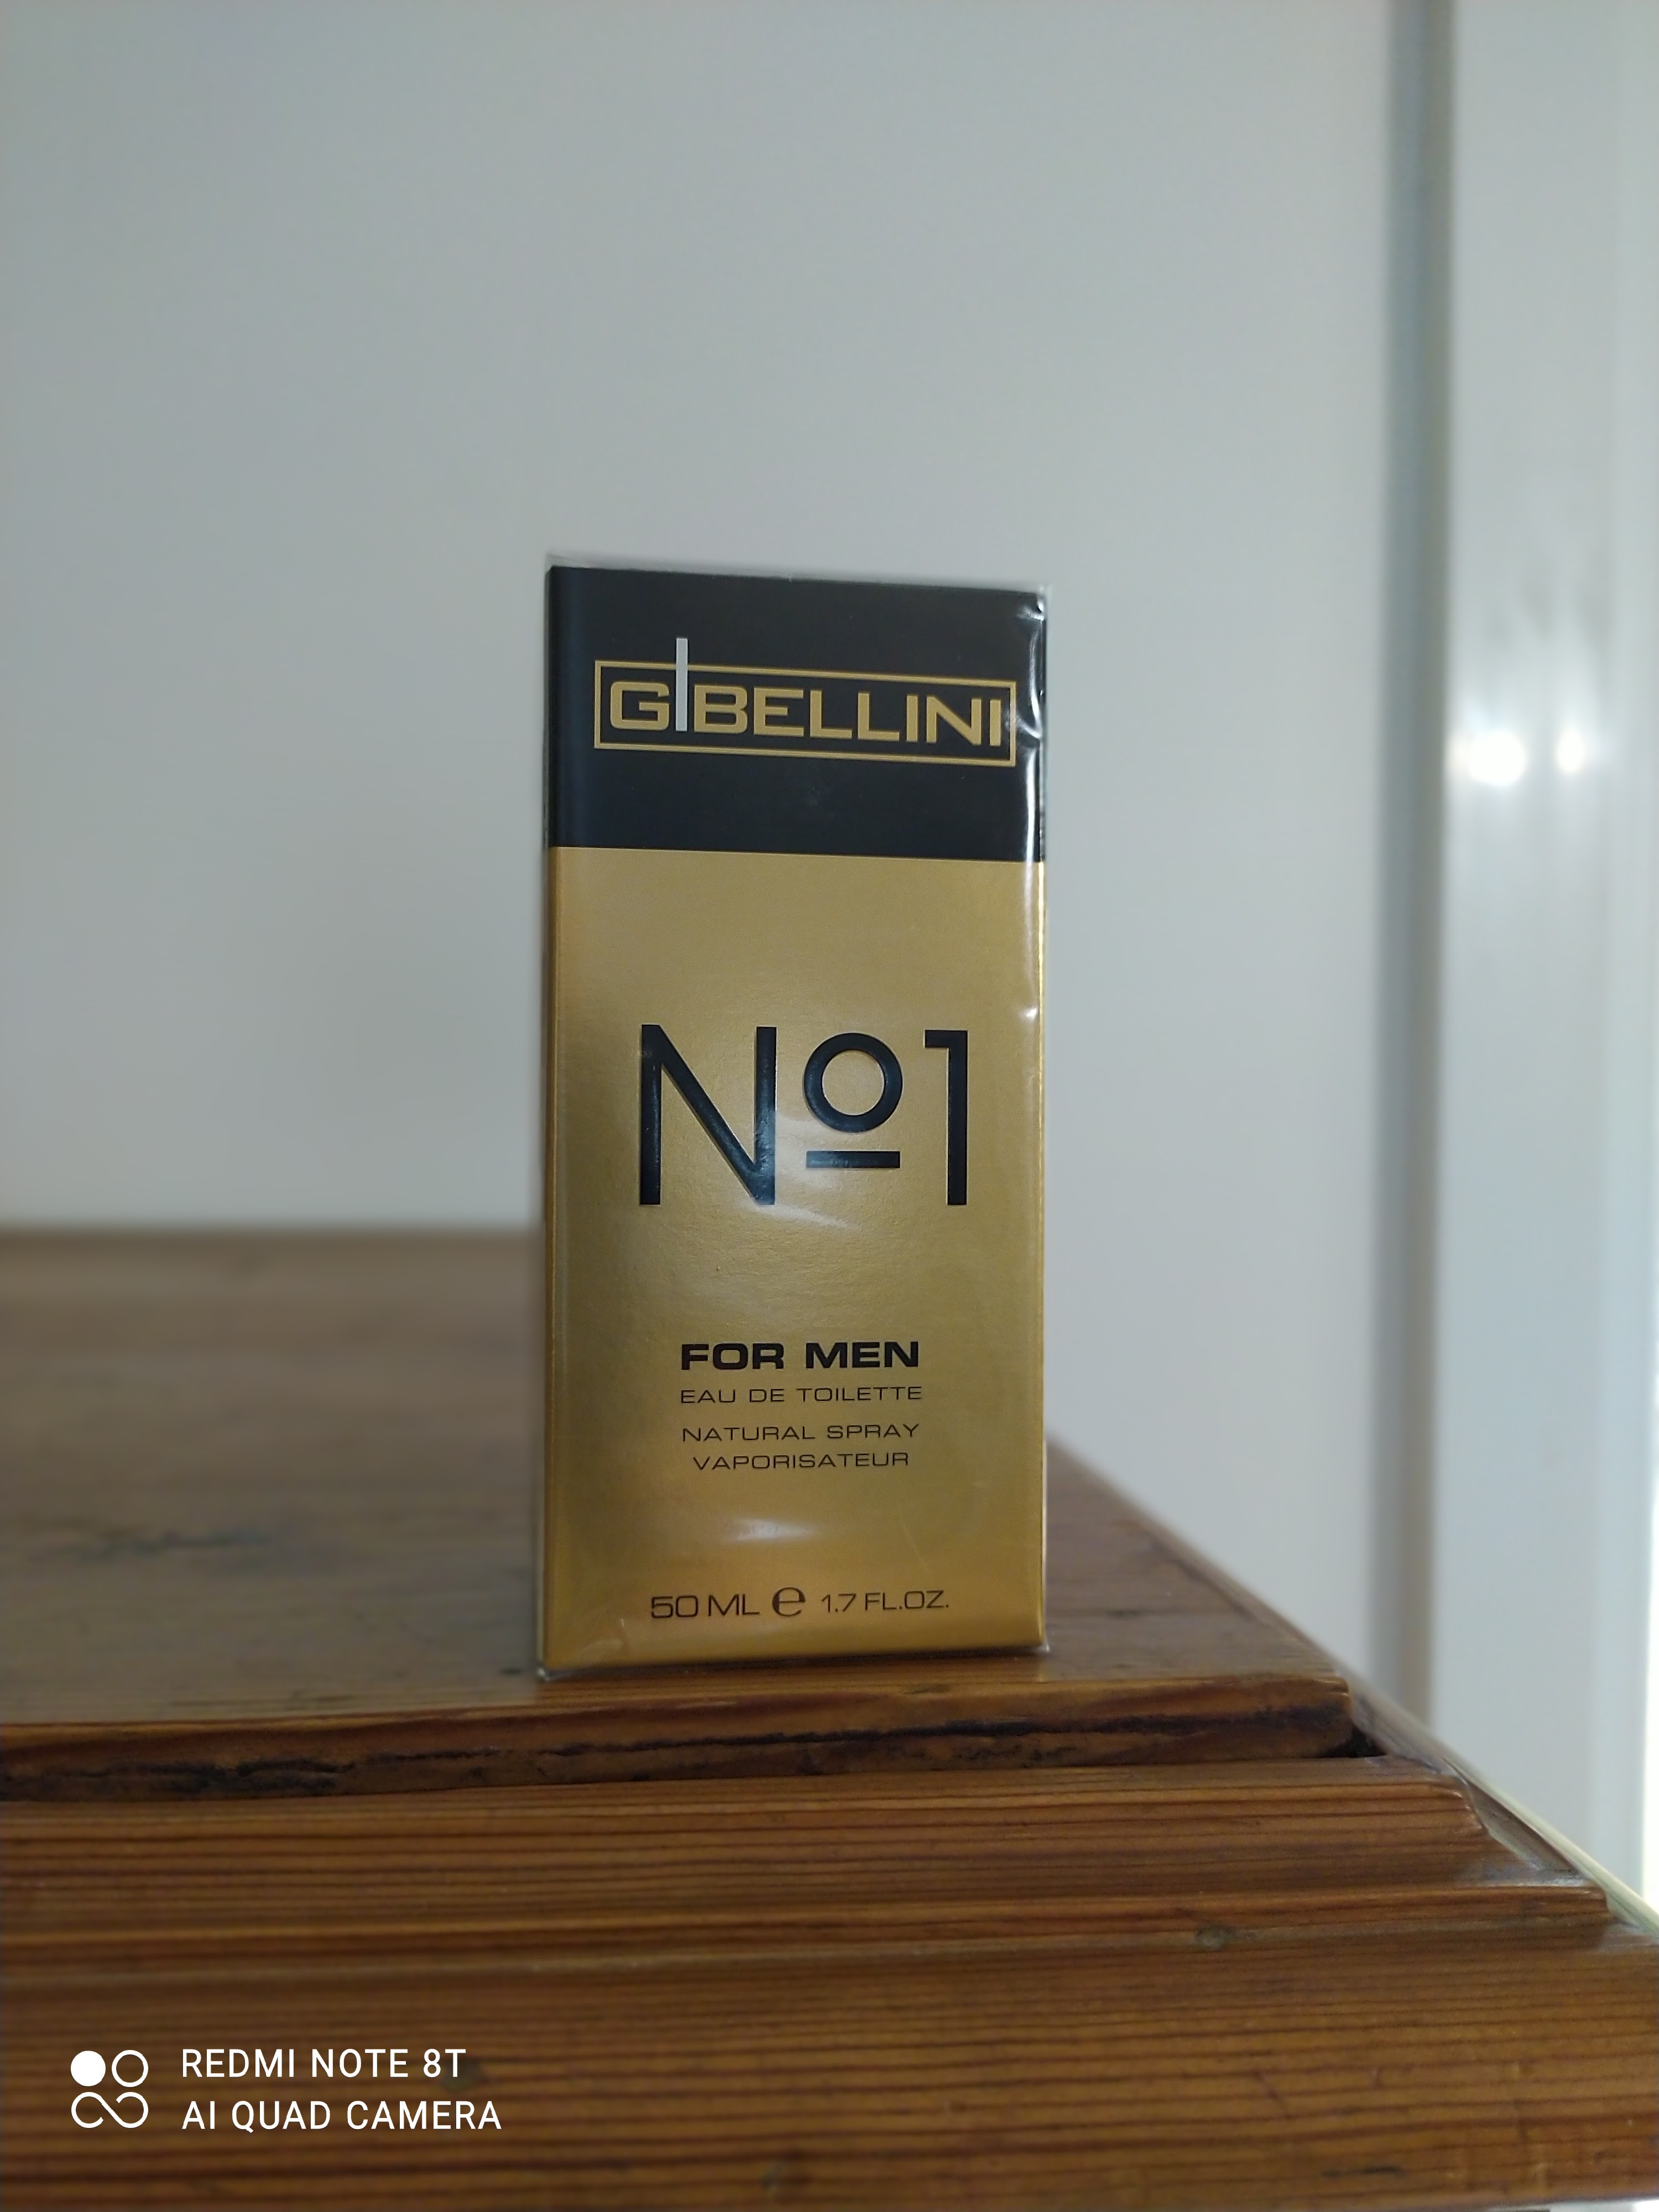 GIBELLINI
Nº1
FOR MEN
EAU DE TOILETTE
NATURAL SPRAY
VAPORISATEUR
50 ML ℮ 1.7 FL.OZ.
REDMI NOTE 8T
AI QUAD CAMERA